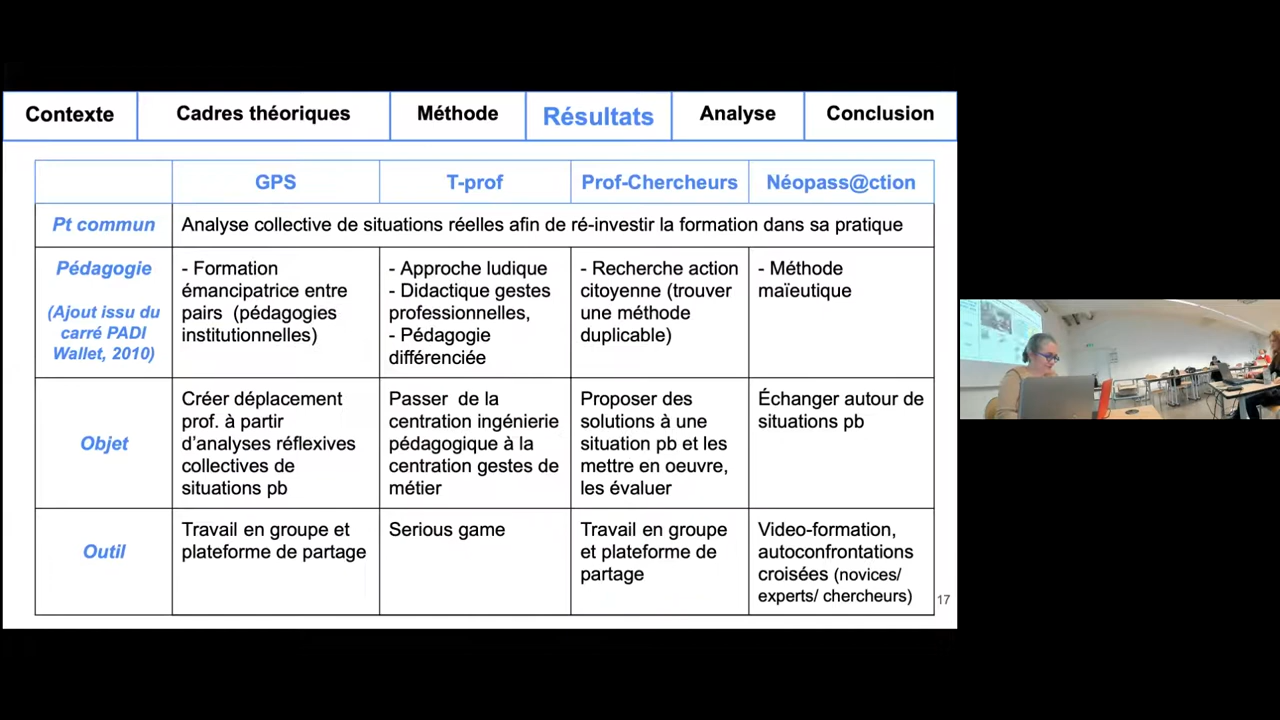 Contexte
Cadres théoriques
Méthode
Résultats
Analyse
Conclusion
GPS
T-prof
Prof-Chercheurs
Néopass@ction
Pt commun
Analyse collective de situations réelles afin de ré-investir la formation dans sa pratique
Pédagogie
(Ajout issu du
carré PADI
Wallet, 2010)
- Formation
émancipatrice entre
pairs (pédagogies
institutionnelles)
- Approche ludique
- Didactique gestes
professionnelles,
- Pédagogie
différenciée
- Recherche action
citoyenne (trouver
une méthode
duplicable)
- Méthode
maïeutique
Objet
Créer déplacement
prof. à partir
d'analyses réflexives
collectives de
situations pb
Passer de la
centration ingénierie
pédagogique à la
centration gestes de
métier
Proposer des
solutions à une
situation pb et les
mettre en oeuvre,
les évaluer
Échanger autour de
situations pb
Outil
Travail en groupe et
plateforme de partage
Serious game
Travail en groupe
et plateforme de
partage
Video-formation,
autoconfrontations
croisées (novices/
experts/ chercheurs)
17